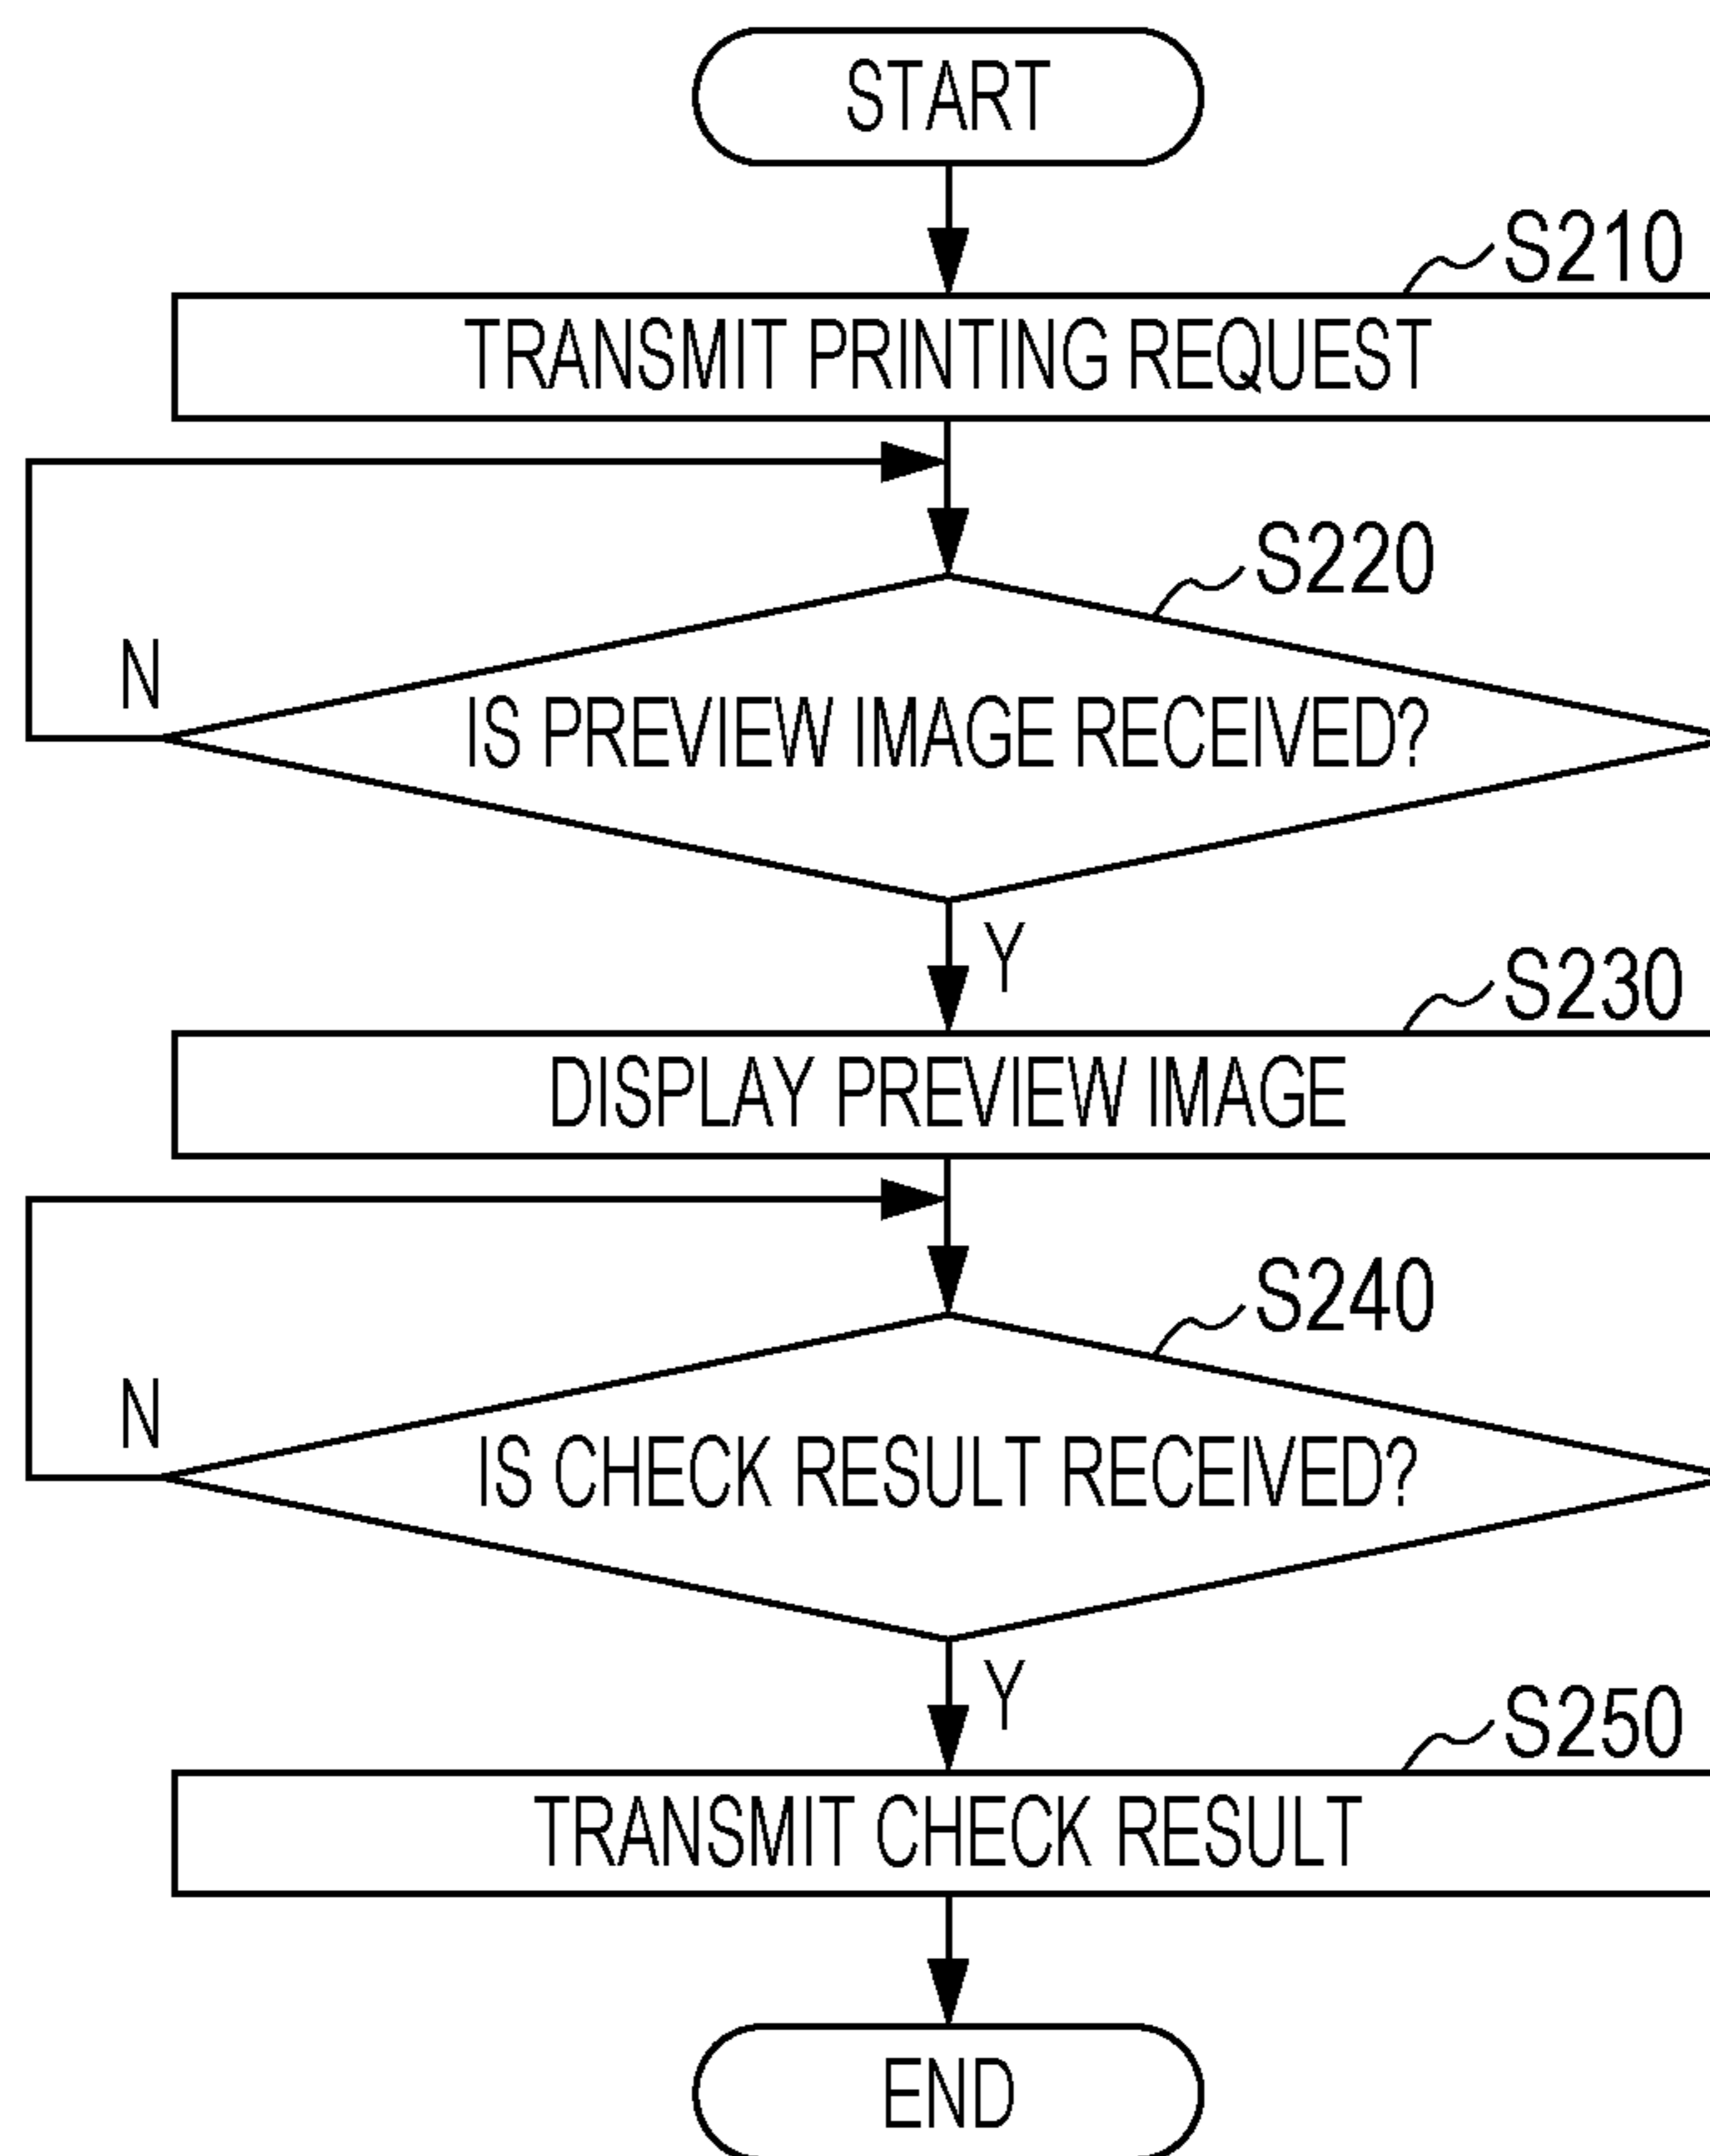 START
S210
TRANSMIT PRINTING REQUEST
S220
N
IS PREVIEW IMAGE RECEIVED?
Y
S230
DISPLAY PREVIEW IMAGE
S240
N
IS CHECK RESULT RECEIVED?
Y
S250
TRANSMIT CHECK RESULT
END